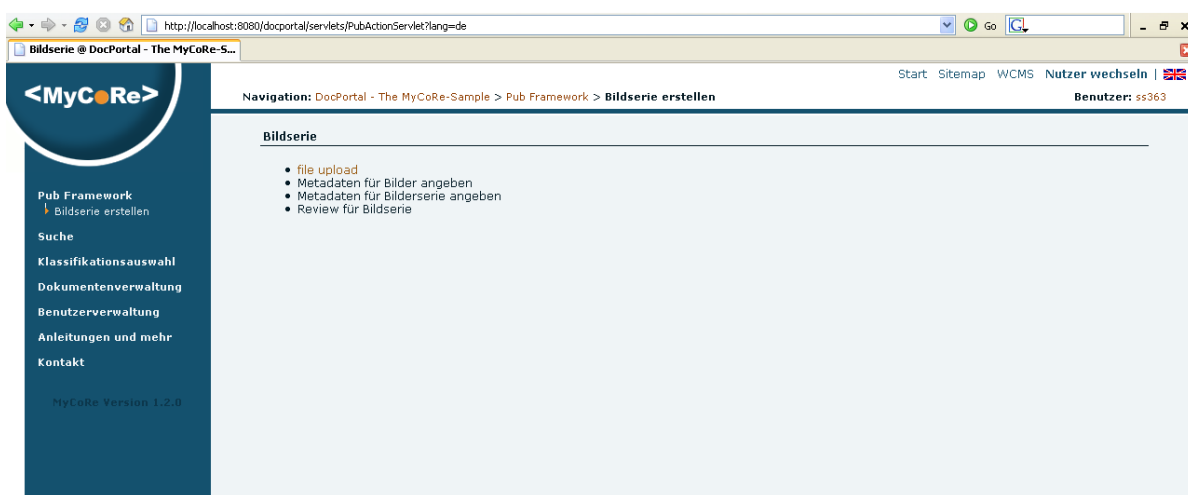 http://localhost:8080/docportal/servlets/PubActionServlet?lang=de
Go
G
Bildserie @ DocPortal - The MyCoRe-S...
Start Sitemap WCMS Nutzer wechseln |
<MyCoRe>
Navigation: DocPortal - The MyCoRe-Sample > Pub Framework > Bildserie erstellen
Benutzer: ss363
Bildserie
• file upload
• Metadaten für Bilder angeben
• Metadaten für Bilderserie angeben
• Review für Bildserie
Pub Framework
Bildserie erstellen
Suche
Klassifikationsauswahl
Dokumentenverwaltung
Benutzerverwaltung
Anleitungen und mehr
Kontakt
MyCoRe Version 1.2.0